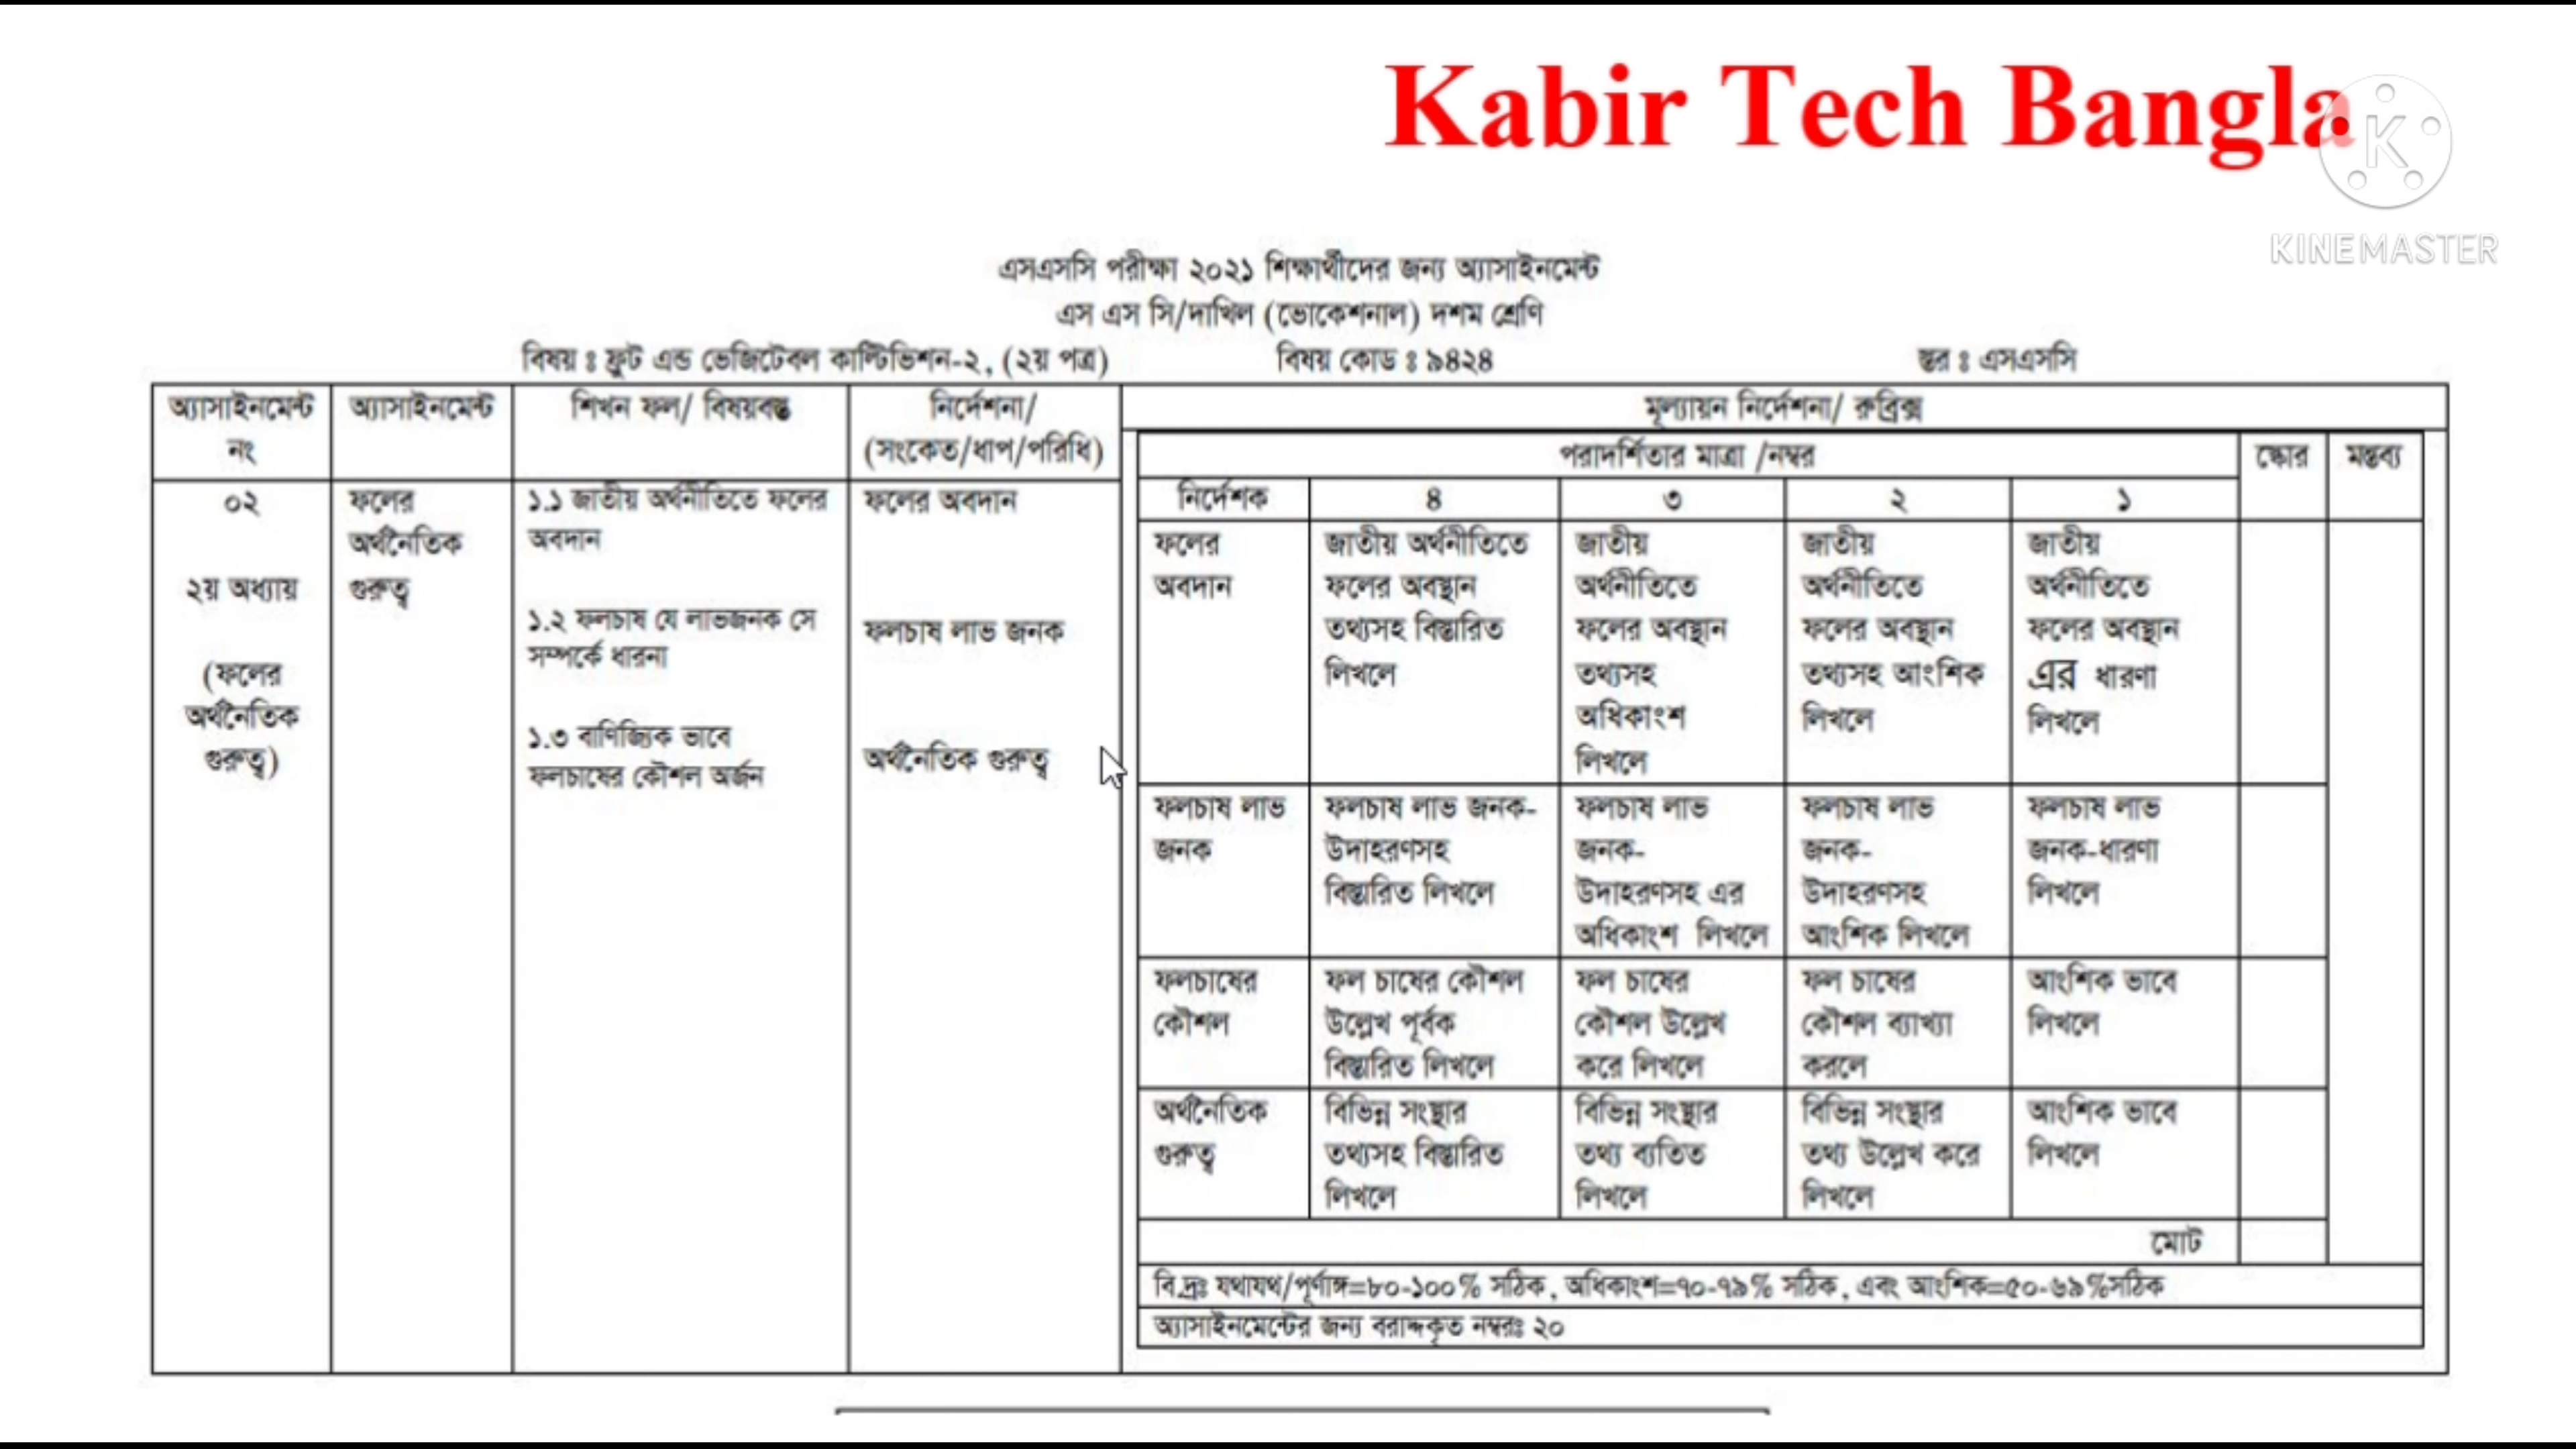 Kabir Tech Bangla
K
KINEMASTER
এসএসসি পরীক্ষা ২০২১ শিক্ষার্থীদের জন্য অ্যাসাইনমেন্ট
এস এস সি/দাখিল (ভোকেশনাল) দশম শ্রেণি
বিষয় ঃ ফ্রুট এন্ড ভেজিটেবল কাল্টিভিশন-২, (২য় পত্র) বিষয় কোড ঃ ৯৪২৪ স্তর ঃ এসএসসি
অ্যাসাইনমেন্ট
নং
অ্যাসাইনমেন্ট
শিখন ফল/ বিষয়বস্তু
নির্দেশনা/
(সংকেত/ধাপ/পরিধি)
মূল্যায়ন নির্দেশনা/ রুব্রিক্স
০২
২য় অধ্যায়
(ফলের
অর্থনৈতিক
গুরুত্ব)
ফলের
অর্থনৈতিক
গুরুত্ব
১.১ জাতীয় অর্থনীতিতে ফলের
অবদান
১.২ ফলচাষ যে লাভজনক সে
সম্পর্কে ধারনা
১.৩ বাণিজ্যিক ভাবে
ফলচাষের কৌশল অর্জন
ফলের অবদান
ফলচাষ লাভ জনক
অর্থনৈতিক গুরুত্ব
পরাদর্শিতার মাত্রা /নম্বর
স্কোর
মন্তব্য
নির্দেশক
৪
৩
২
১
ফলের
অবদান
জাতীয় অর্থনীতিতে
ফলের অবস্থান
তথ্যসহ বিস্তারিত
লিখলে
জাতীয়
অর্থনীতিতে
ফলের অবস্থান
তথ্যসহ
অধিকাংশ
লিখলে
জাতীয়
অর্থনীতিতে
ফলের অবস্থান
তথ্যসহ আংশিক
লিখলে
জাতীয়
অর্থনীতিতে
ফলের অবস্থান
এর ধারণা
লিখলে
ফলচাষ লাভ
জনক
ফলচাষ লাভ জনক-
উদাহরণসহ
বিস্তারিত লিখলে
ফলচাষ লাভ
জনক-
উদাহরণসহ এর
অধিকাংশ লিখলে
ফলচাষ লাভ
জনক-
উদাহরণসহ
আংশিক লিখলে
ফলচাষ লাভ
জনক-ধারণা
লিখলে
ফলচাষের
কৌশল
ফল চাষের কৌশল
উল্লেখ পূর্বক
বিস্তারিত লিখলে
ফল চাষের
কৌশল উল্লেখ
করে লিখলে
ফল চাষের
কৌশল ব্যাখ্যা
করলে
আংশিক ভাবে
লিখলে
অর্থনৈতিক
গুরুত্ব
বিভিন্ন সংস্থার
তথ্যসহ বিস্তারিত
লিখলে
বিভিন্ন সংস্থার
তথ্য ব্যতিত
লিখলে
বিভিন্ন সংস্থার
তথ্য উল্লেখ করে
লিখলে
আংশিক ভাবে
লিখলে
মোট
বি.দ্রঃ যথাযথ/পূর্ণাঙ্গ=৮০-১০০% সঠিক, অধিকাংশ=৭০-৭৯% সঠিক, এবং আংশিক=৫০-৬৯%সঠিক
অ্যাসাইনমেন্টের জন্য বরাদ্দকৃত নম্বরঃ ২০